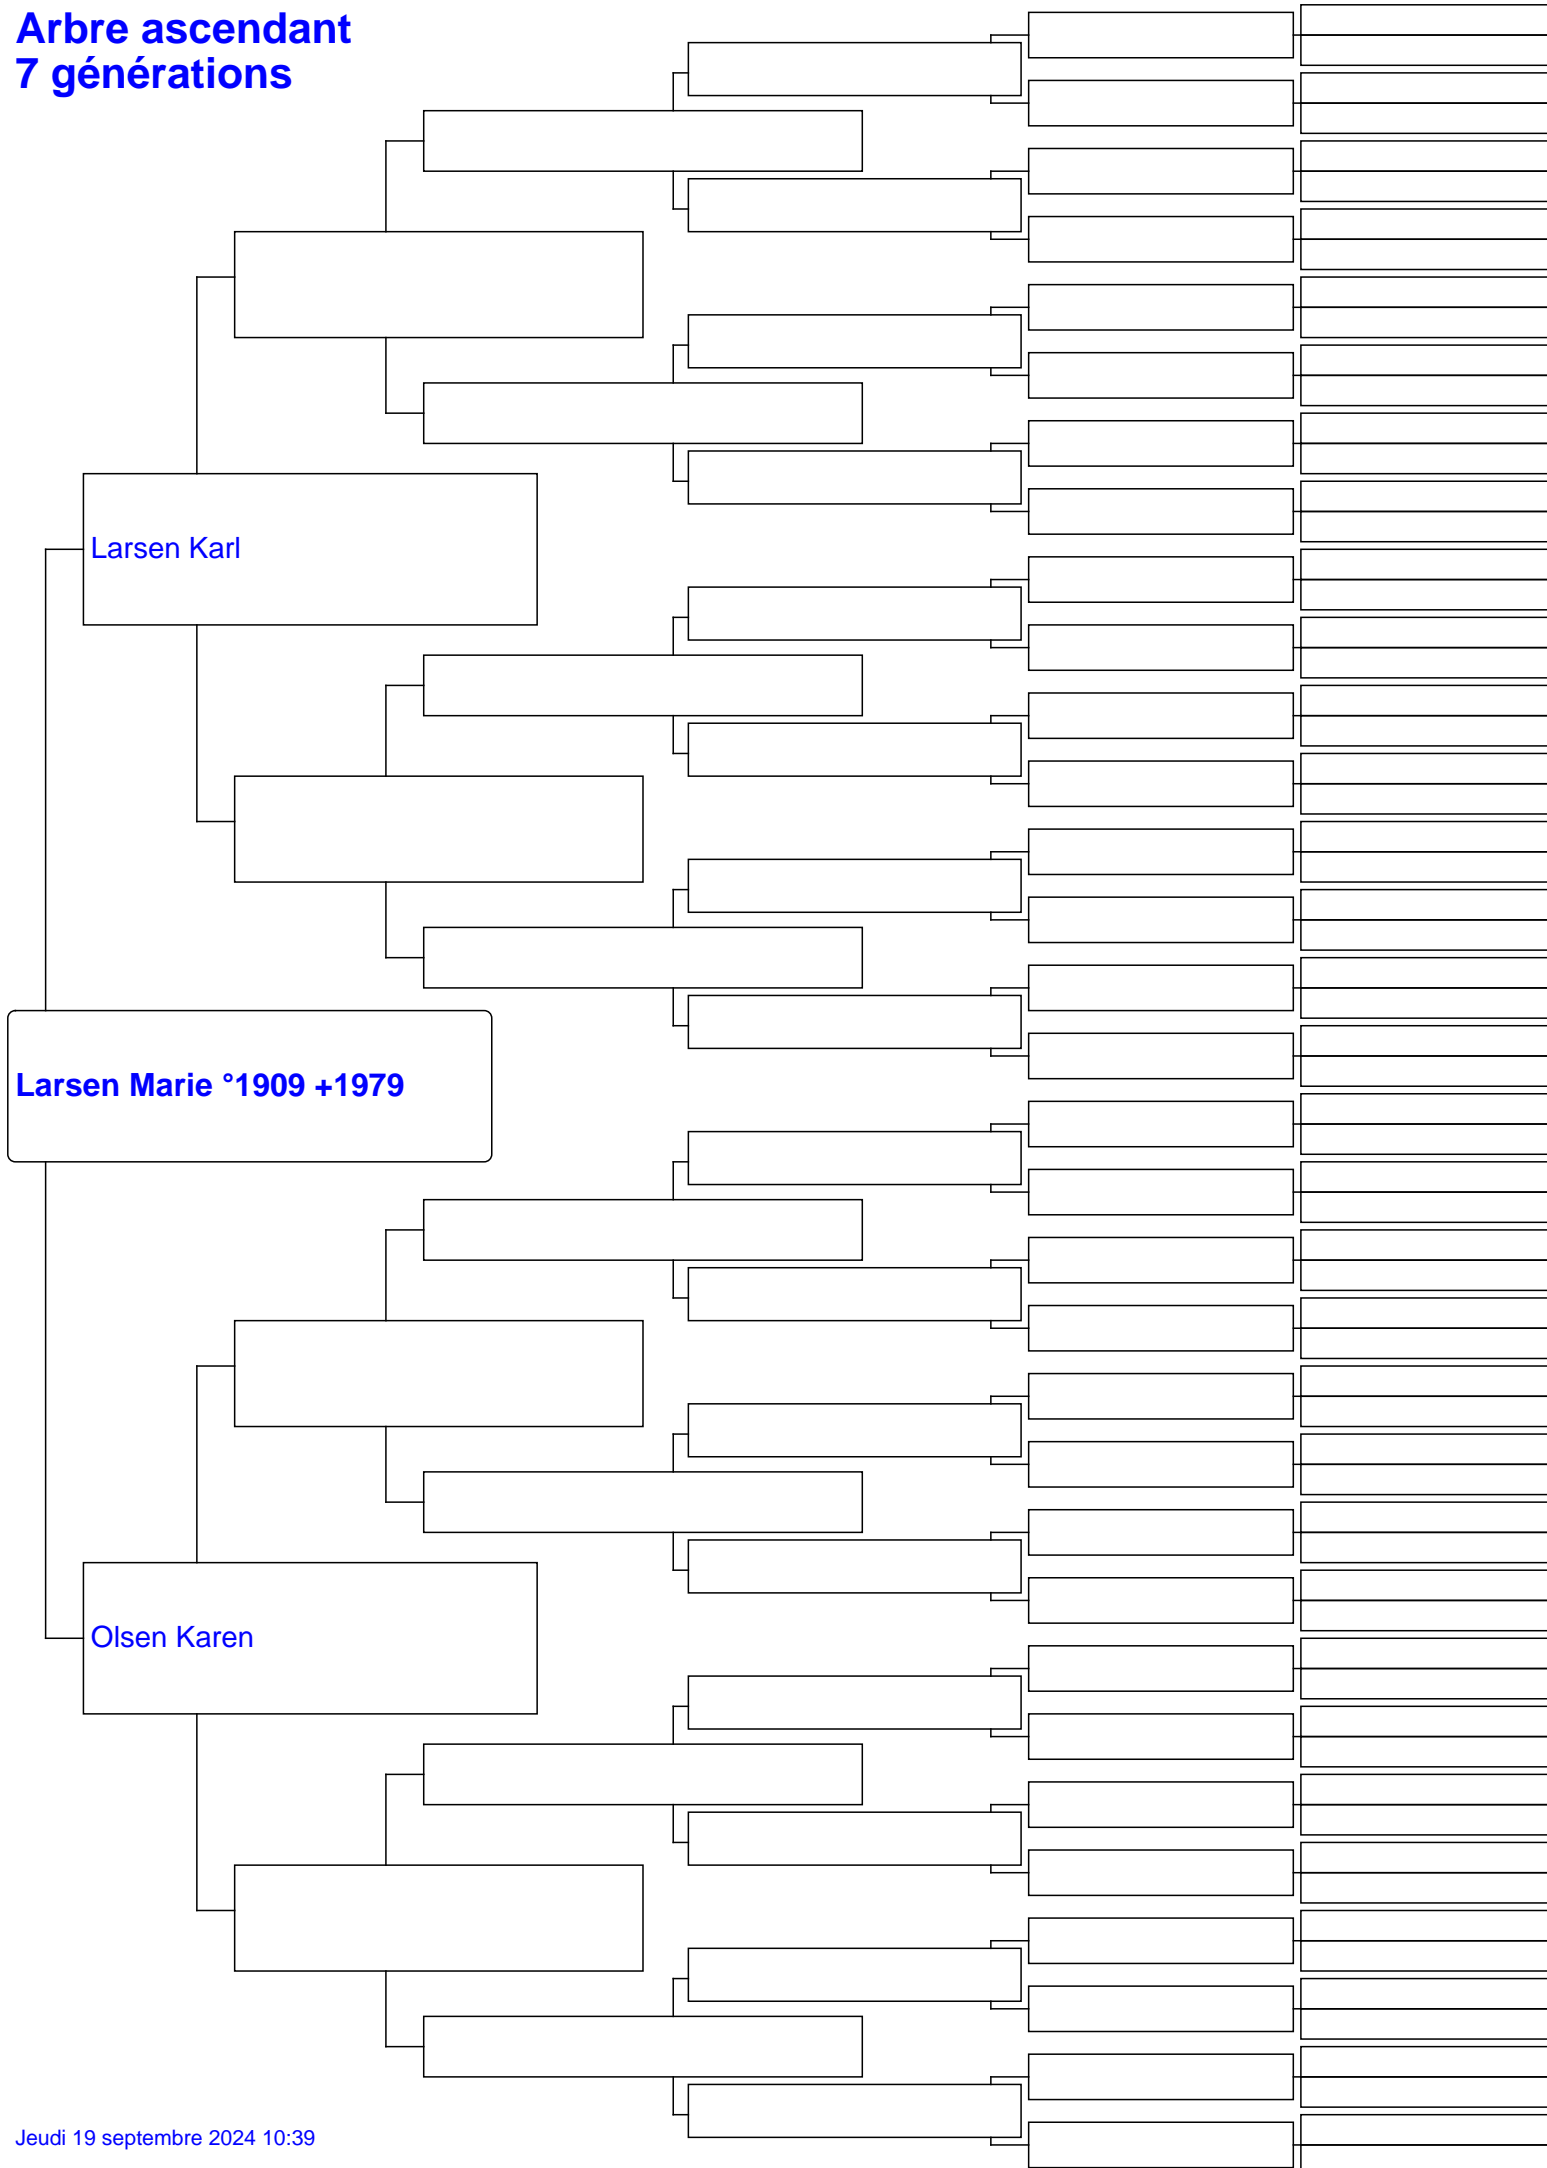 Arbre ascendant
7 générations
Larsen Karl
Larsen Marie °1909 +1979
Olsen Karen
Jeudi 19 septembre 2024 10:39